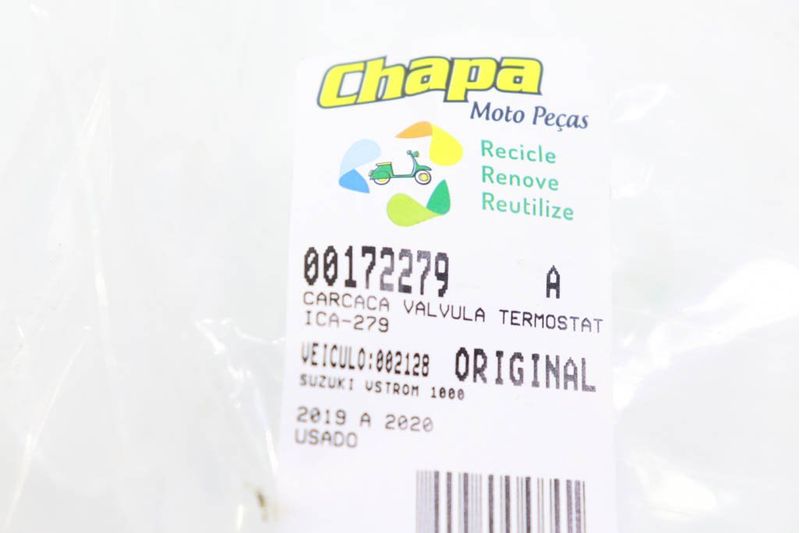 Chapa
Moto Peças
Recicle
Renove
Reutilize
00172279 A
CARCACA VALVULA TERMOSTAT
ICA-279
VEICULO:002128 ORIGINAL
SUZUKI VSTROM 1000
2019 A 2020
USADO